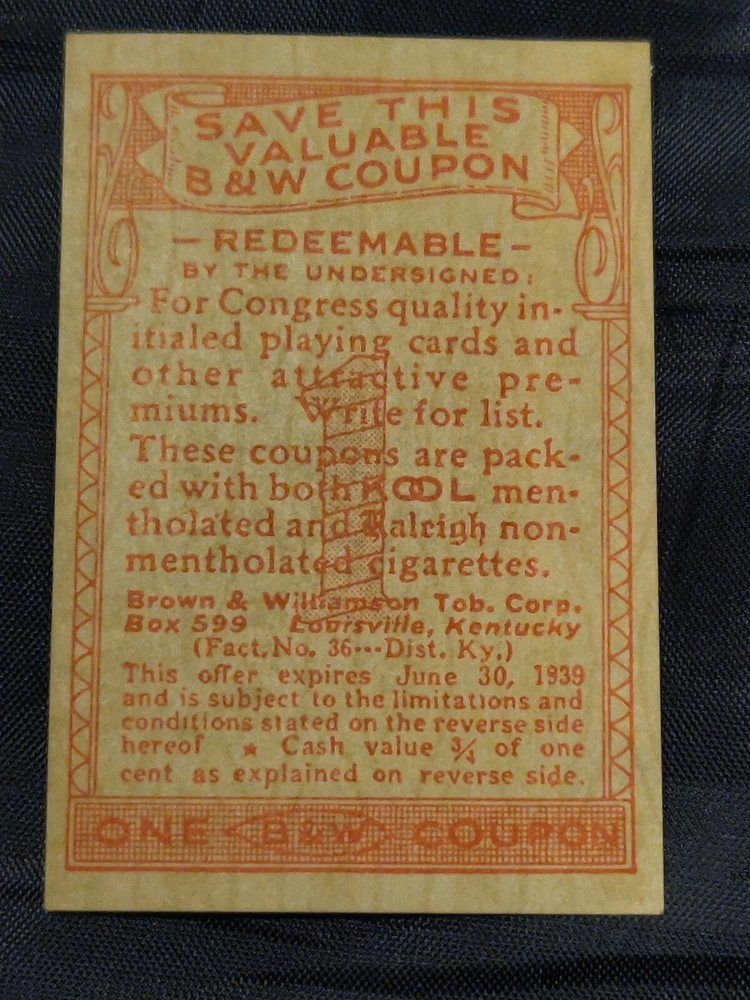 SAVE THIS
VALUABLE
B&W COUPON
— REDEEMABLE —
BY THE UNDERSIGNED:
For Congress quality in-
itialed playing cards and
other attractive pre-
miums. Write for list.
These coupons are pack-
ed with both KOOL men-
tholated and Raleigh non-
mentholated cigarettes.
Brown & Williamson Tob. Corp.
Box 599 Louisville, Kentucky
(Fact. No. 36---Dist. Ky.)
This offer expires June 30, 1939
and is subject to the limitations and
conditions stated on the reverse side
hereof ★ Cash value ¾ of one
cent as explained on reverse side.
ONE B&W COUPON
1